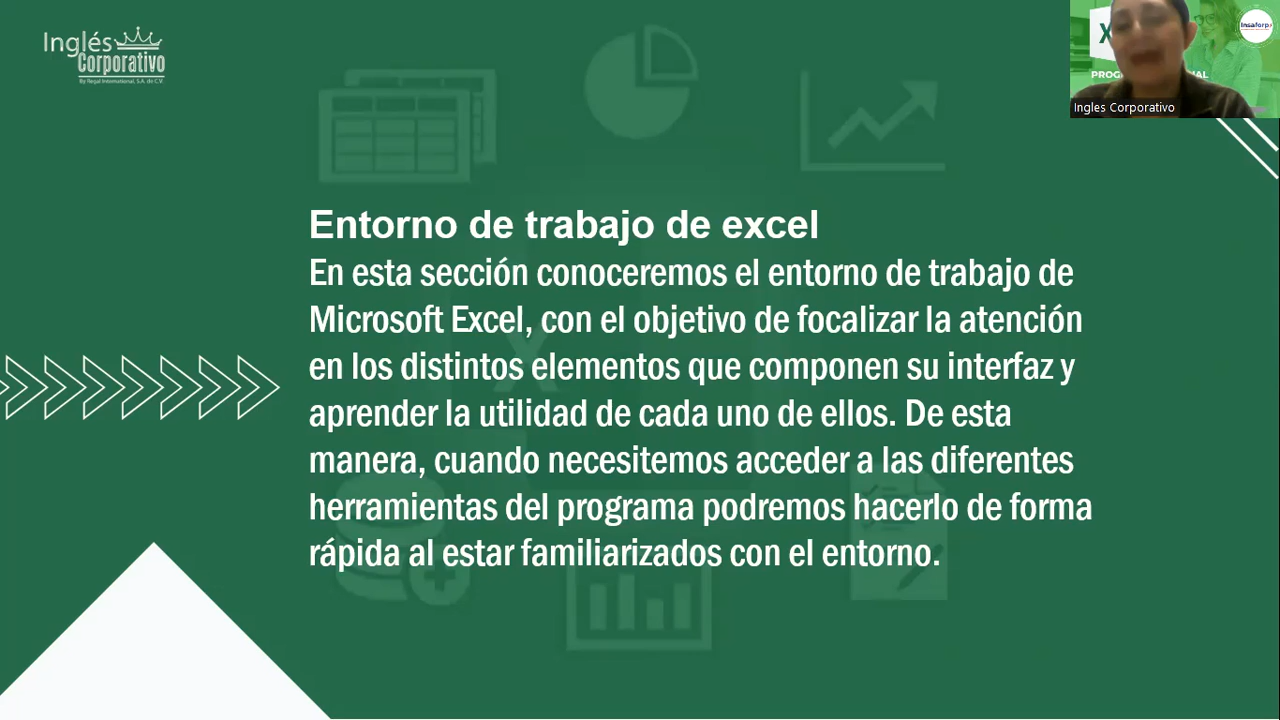 Inglés
Corporativo
By Regal International, S.A. de C.V.
Insaforp
X
Ingles Corporativo
Entorno de trabajo de excel
En esta sección conoceremos el entorno de trabajo de
Microsoft Excel, con el objetivo de focalizar la atención
en los distintos elementos que componen su interfaz y
aprender la utilidad de cada uno de ellos. De esta
manera, cuando necesitemos acceder a las diferentes
herramientas del programa podremos hacerlo de forma
rápida al estar familiarizados con el entorno.